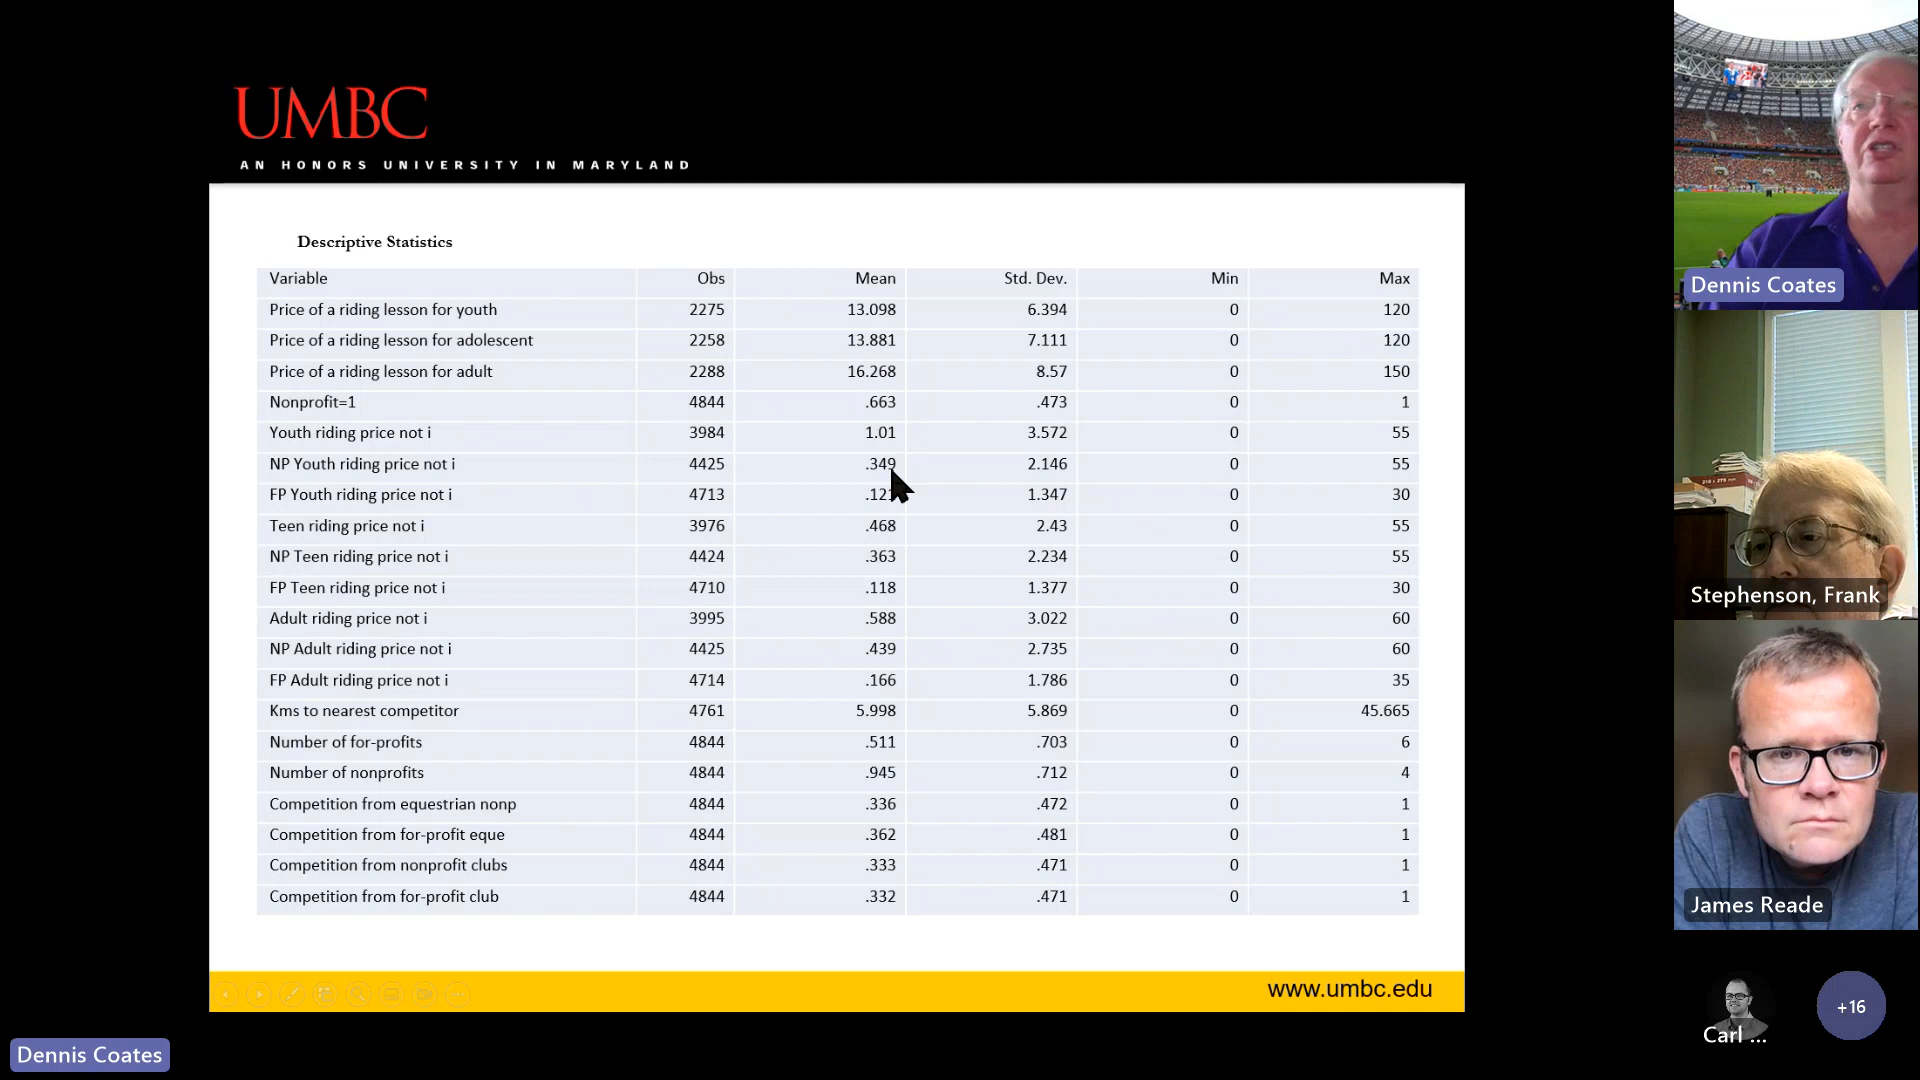 UMBC
AN HONORS UNIVERSITY IN MARYLAND
Descriptive Statistics
Variable Obs Mean Std. Dev. Min Max
Price of a riding lesson for youth 2275 13.098 6.394 0 120
Price of a riding lesson for adolescent 2258 13.881 7.111 0 120
Price of a riding lesson for adult 2288 16.268 8.57 0 150
Nonprofit=1 4844 .663 .473 0 1
Youth riding price not i 3984 1.01 3.572 0 55
NP Youth riding price not i 4425 .349 2.146 0 55
FP Youth riding price not i 4713 1.347 0 30
Teen riding price not i 3976 .468 2.43 0 55
NP Teen riding price not i 4424 .363 2.234 0 55
FP Teen riding price not i 4710 .118 1.377 0 30
Adult riding price not i 3995 .588 3.022 0 60
NP Adult riding price not i 4425 .439 2.735 0 60
FP Adult riding price not i 4714 .166 1.786 0 35
Kms to nearest competitor 4761 5.998 5.869 0 45.665
Number of for-profits 4844 .511 .703 0 6
Number of nonprofits 4844 .945 .712 0 4
Competition from equestrian nonp 4844 .336 .472 0 1
Competition from for-profit eque 4844 .362 .481 0 1
Competition from nonprofit clubs 4844 .333 .471 0 1
Competition from for-profit club 4844 .332 .471 0 1
www.umbc.edu
Dennis Coates
Dennis Coates
Stephenson, Frank
James Reade
Carl ...
+16